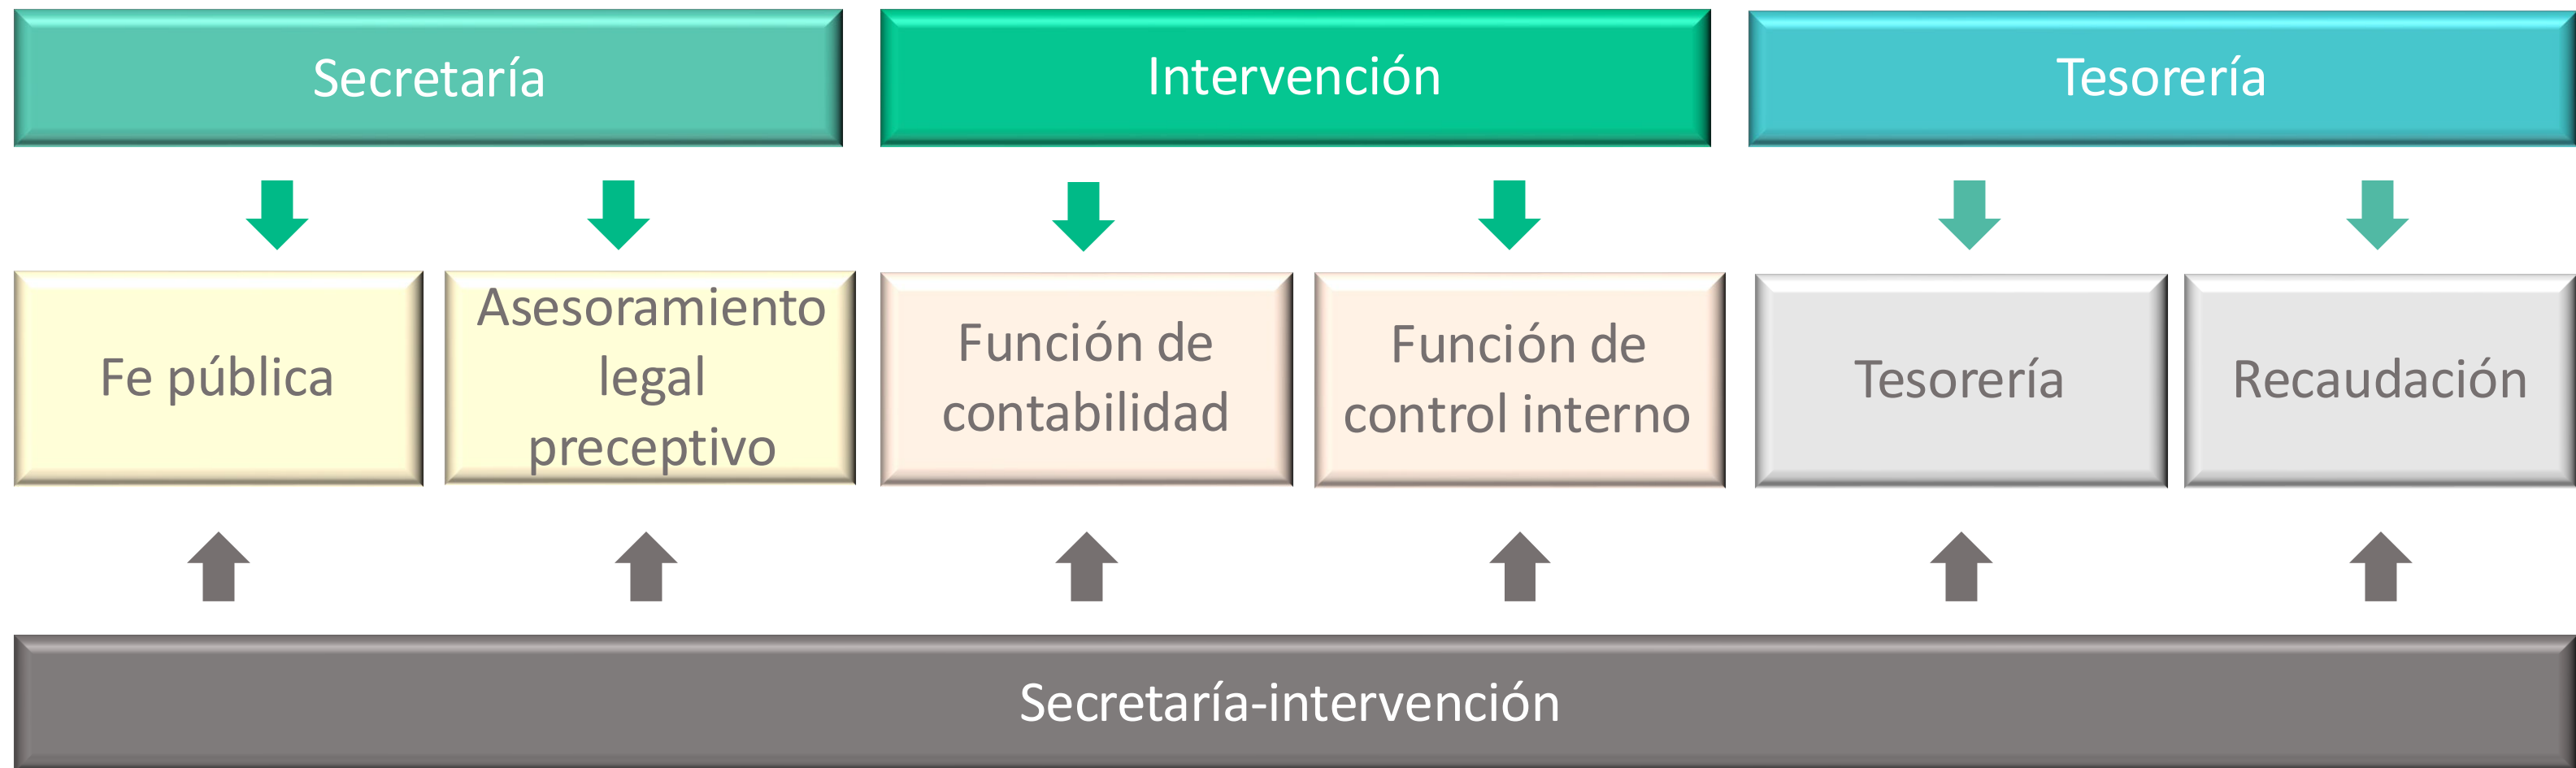 Secretaría
Intervención
Tesorería
Fe pública
Asesoramiento
legal
preceptivo
Función de
contabilidad
Función de
control interno
Tesorería
Recaudación
Secretaría-intervención